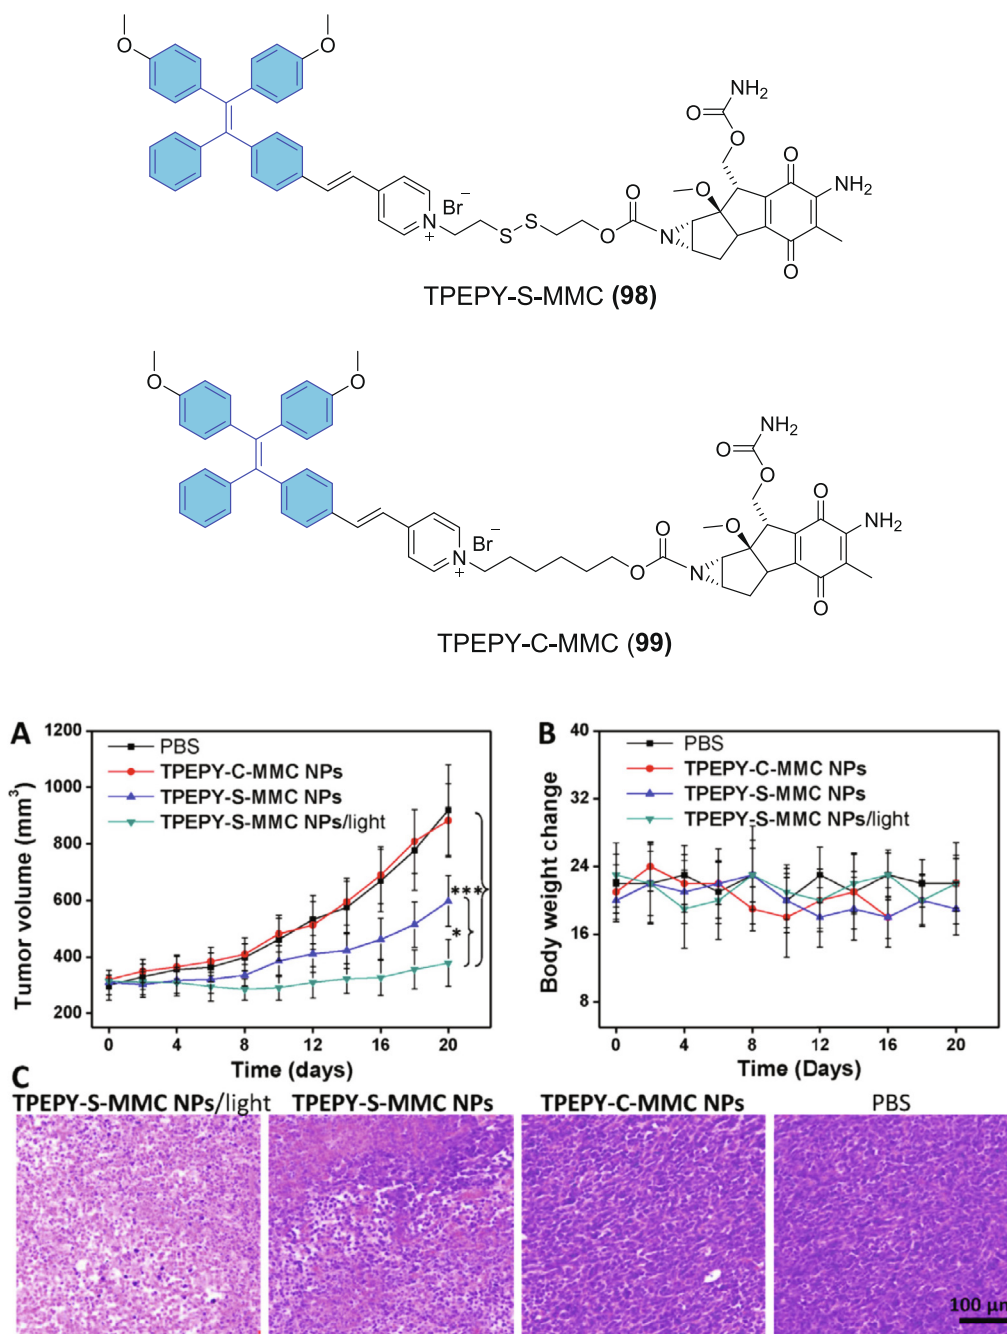 O
O
NH₂
O
O
O
O
NH₂
O
N
+
Br⁻
S
S
O
O
N
O
TPEPY-S-MMC (98)
O
O
NH₂
O
O
O
O
NH₂
O
N
+
Br⁻
O
O
N
O
TPEPY-C-MMC (99)
A
1200
1000
800
600
400
200
Tumor volume (mm³)
PBS
TPEPY-C-MMC NPs
TPEPY-S-MMC NPs
TPEPY-S-MMC NPs/light
***
*
0 4 8 12 16 20
Time (days)
B
40
32
24
16
8
Body weight change
PBS
TPEPY-C-MMC NPs
TPEPY-S-MMC NPs
TPEPY-S-MMC NPs/light
0 4 8 12 16 20
Time (Days)
C
TPEPY-S-MMC NPs/light TPEPY-S-MMC NPs TPEPY-C-MMC NPs PBS
100 µm